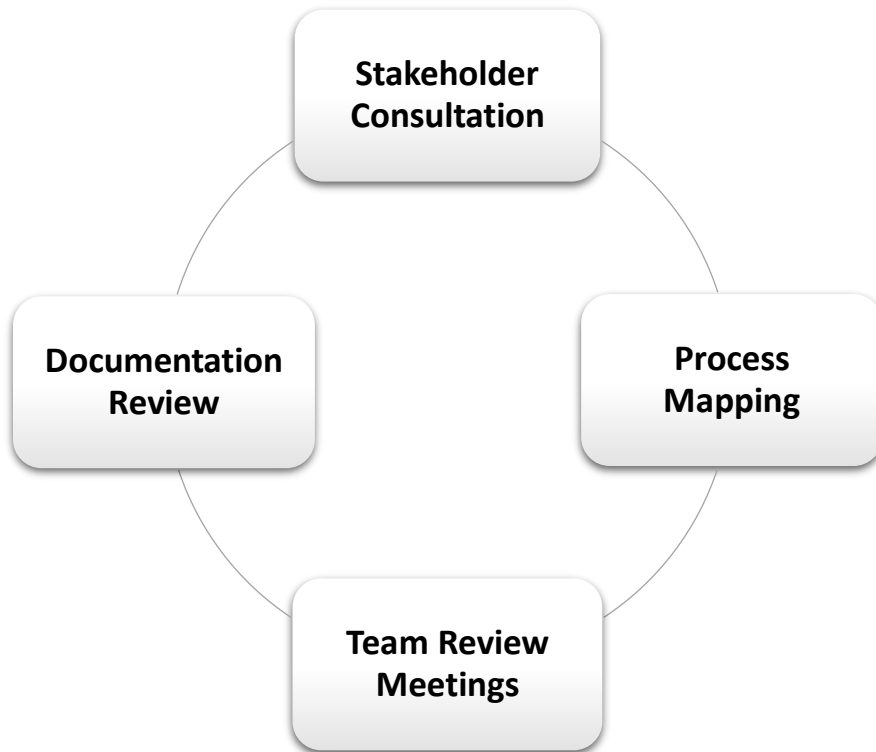 Stakeholder
Consultation
Documentation
Review
Process
Mapping
Team Review
Meetings